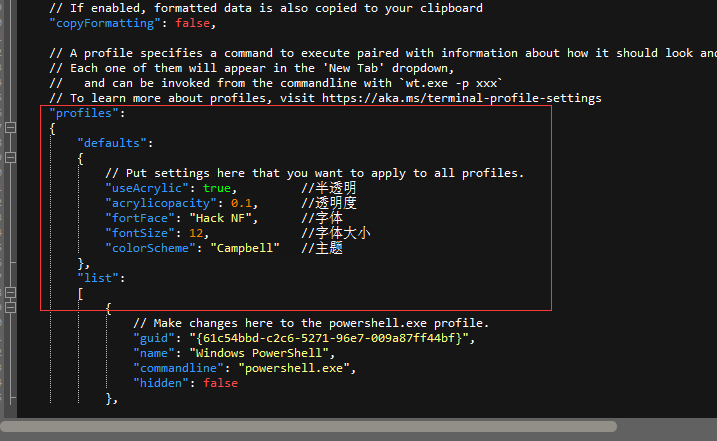 // If enabled, formatted data is also copied to your clipboard
"copyFormatting": false,
// A profile specifies a command to execute paired with information about how it should look and
// Each one of them will appear in the 'New Tab' dropdown,
//   and can be invoked from the commandline with `wt.exe -p xxx`
// To learn more about profiles, visit https://aka.ms/terminal-profile-settings
"profiles":
{
"defaults":
{
// Put settings here that you want to apply to all profiles.
"useAcrylic": true,         //半透明
"acrylicopacity": 0.1,      //透明度
"fortFace": "Hack NF",      //字体
"fontSize": 12,             //字体大小
"colorScheme": "Campbell"   //主题
},
"list":
[
{
// Make changes here to the powershell.exe profile.
"guid": "{61c54bbd-c2c6-5271-96e7-009a87ff44bf}",
"name": "Windows PowerShell",
"commandline": "powershell.exe",
"hidden": false
},